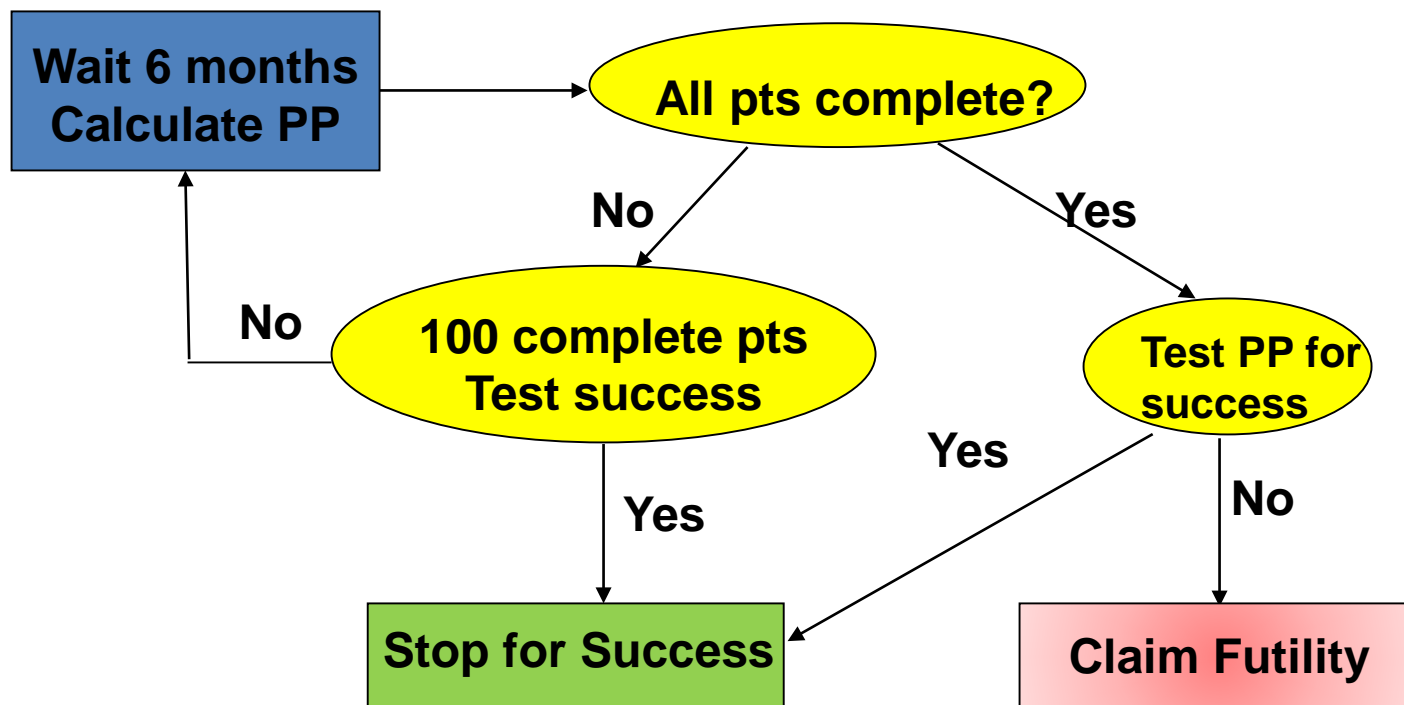 Wait 6 months
Calculate PP
All pts complete?
No
Yes
No
100 complete pts
Test success
Test PP for
success
Yes
Yes
No
Stop for Success
Claim Futility